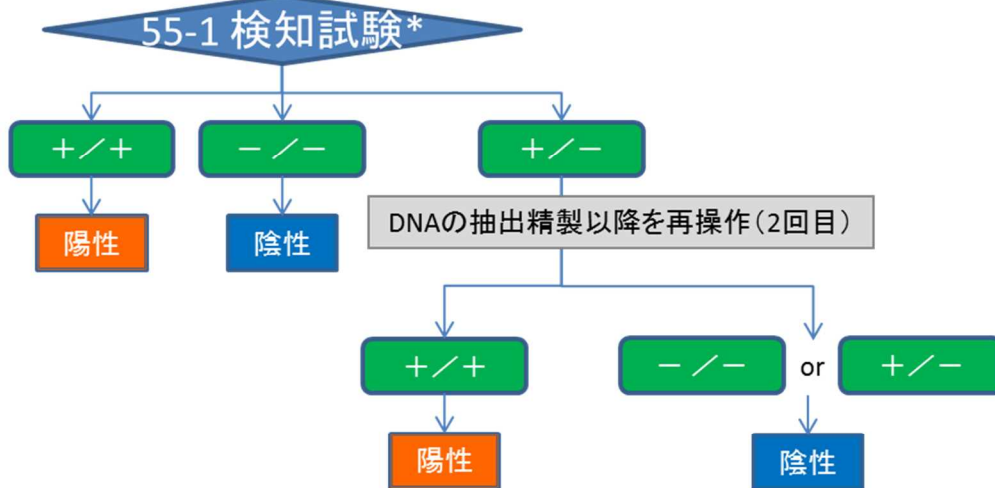 55-1 検知試験*
+/+
-/-
+/-
陽性
陰性
DNAの抽出精製以降を再操作(2回目)
+/+
-/-
or
+/-
陽性
陰性